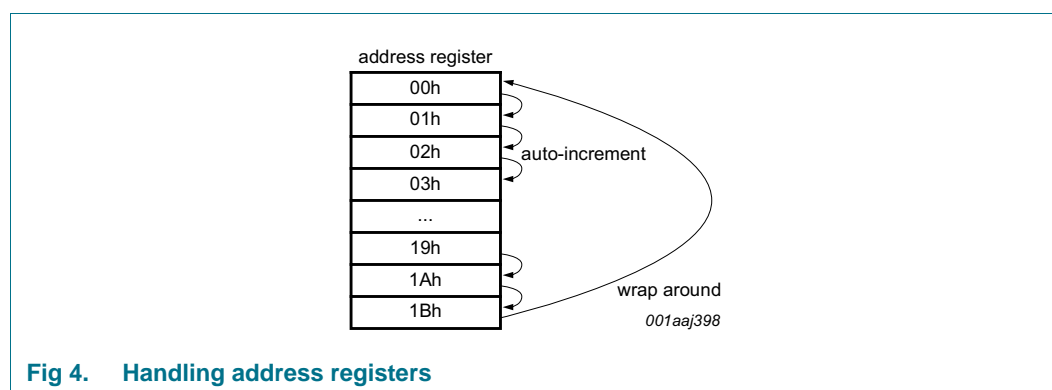 address register
00h
01h
02h
auto-increment
03h
...
19h
1Ah
wrap around
1Bh
001aaj398
Fig 4. Handling address registers